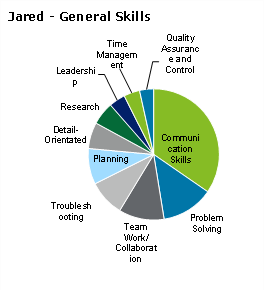 Jared - General Skills
Quality
Assuranc
e and
Control
Time
Managem
ent
Leadershi
p
Research
Detail-
Orientated
Planning
Communi
cation
Skills
Troublesh
ooting
Team
Work/
Collaborat
ion
Problem
Solving